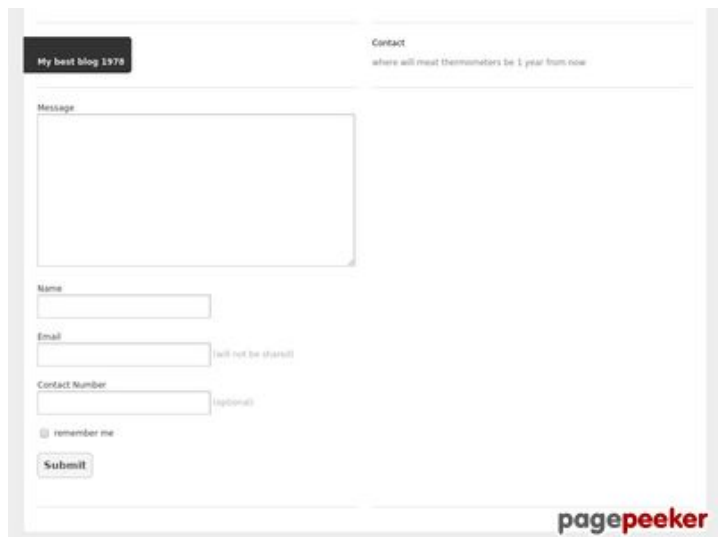 My best blog 1978
Contact
where will meat thermometers be 1 year from now
Message
Name
Email
(will not be shared)
Contact Number
(optional)
remember me
Submit
pagepeeker